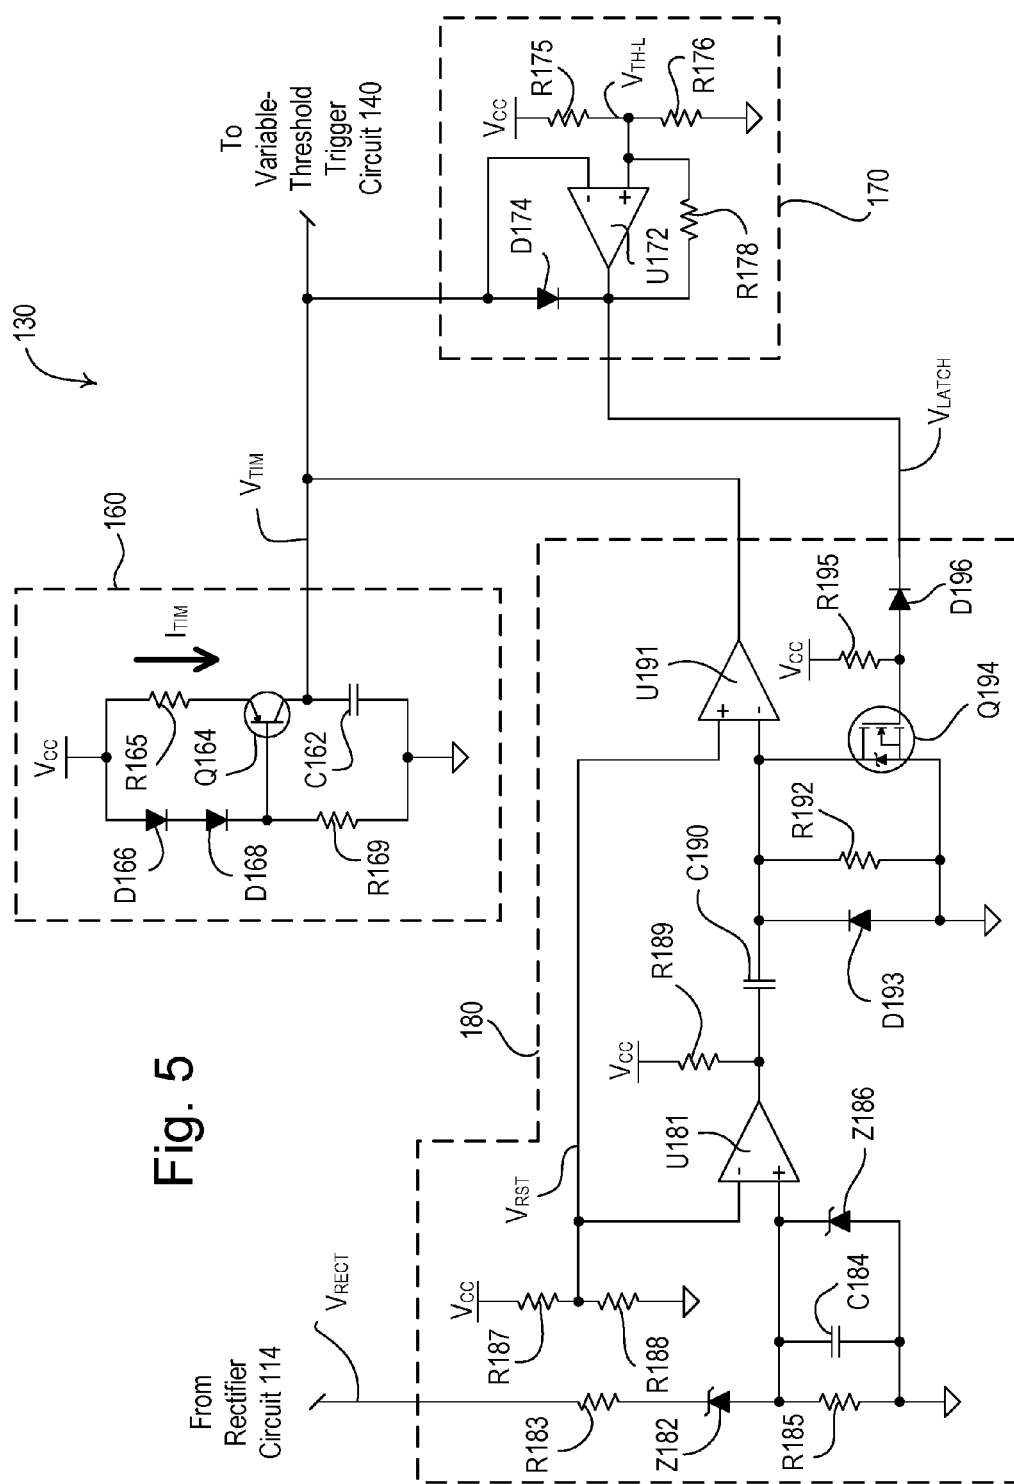 130
To
Variable-
Threshold
Trigger
Circuit 140
160
VCC
ITIM
R165
Q164
C162
D166
D168
R169
VTIM
D174
VCC
R175
VTH-L
R176
U172
R178
170
VLATCH
Fig. 5
180
From
Rectifier
Circuit 114
VRECT
VCC
R187
R188
VRST
R183
Z182
R185
C184
Z186
U181
-
+
VCC
R189
C190
D193
R192
U191
+
-
VCC
R195
D196
Q194
-
+